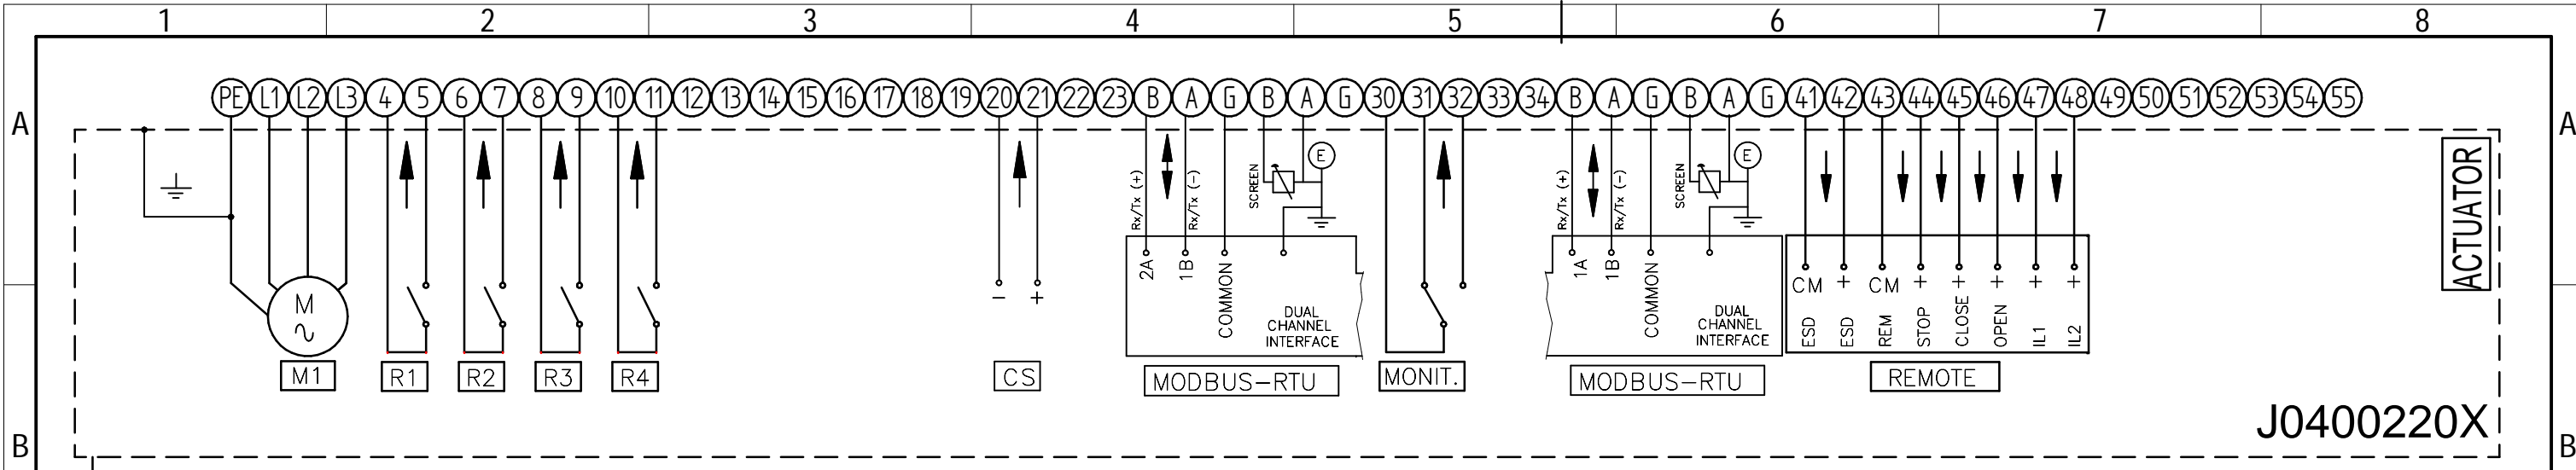 1 2 3 4 5 6 7 8
A A
PE L1 L2 L3 4 5 6 7 8 9 10 11 12 13 14 15 16 17 18 19 20 21 22 23 B A G B A G 30 31 32 33 34 B A G B A G 41 42 43 44 45 46 47 48 49 50 51 52 53 54 55
ACTUATOR
Rx/Tx (+)
Rx/Tx (-)
SCREEN
E
Rx/Tx (+)
Rx/Tx (-)
SCREEN
E
M
- +
2A
1B
COMMON
DUAL
CHANNEL
INTERFACE
1A
1B
COMMON
DUAL
CHANNEL
INTERFACE
CM + CM + + + + +
ESD
ESD
REM
STOP
CLOSE
OPEN
IL1
IL2
M1 R1 R2 R3 R4 CS MODBUS-RTU MONIT. MODBUS-RTU REMOTE
J0400220X
B B